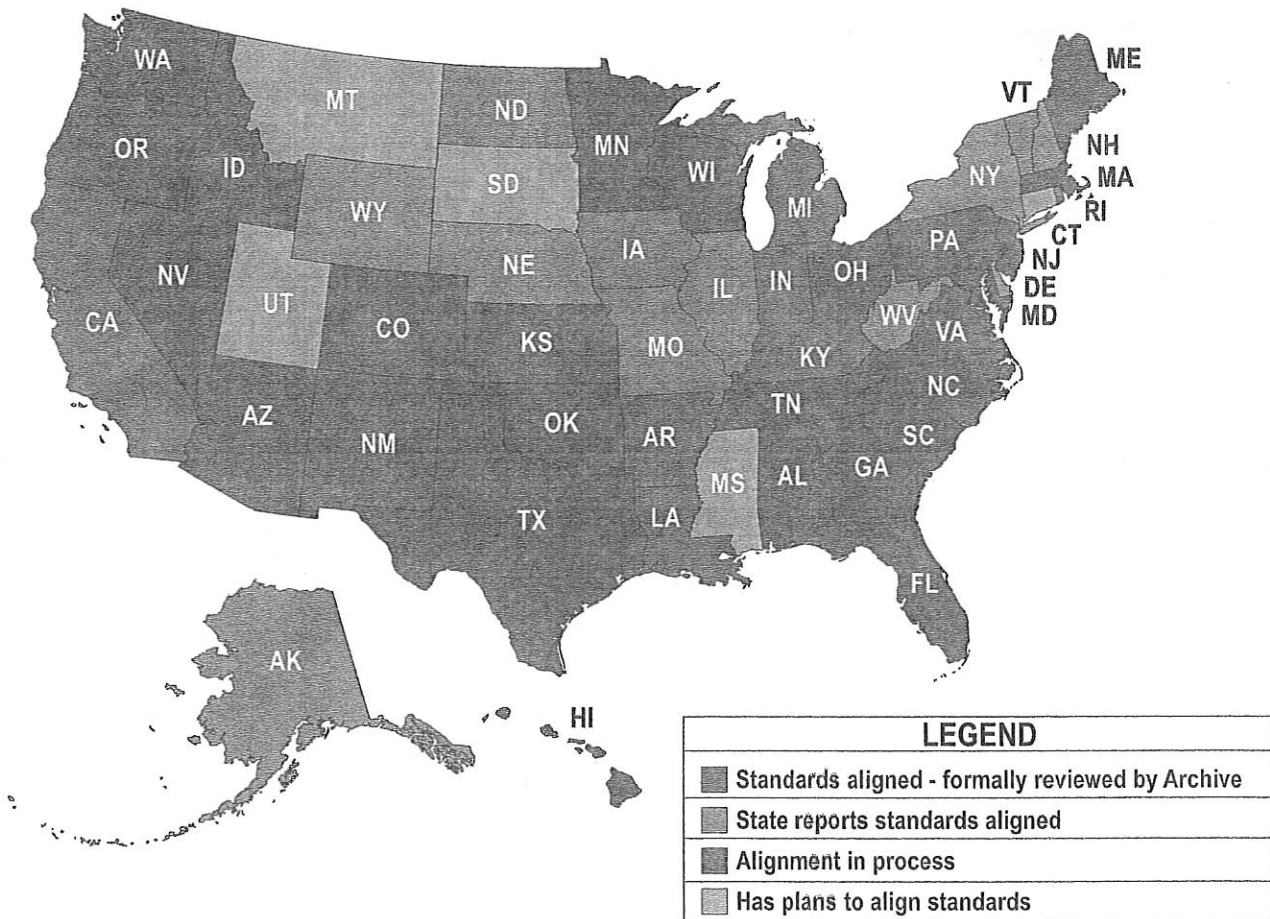 WA
ME
VT
MT
ND
MN
OR
ID
WI
NH
NY
SD
MA
WY
MI
RI
CT
PA
IA
NE
NJ
NV
OH
IN
IL
DE
UT
WV
MD
CA
CO
VA
KS
MO
KY
NC
TN
AZ
OK
AR
NM
SC
GA
AL
MS
TX
LA
FL
AK
HI
LEGEND
Standards aligned - formally reviewed by Archive
State reports standards aligned
Alignment in process
Has plans to align standards